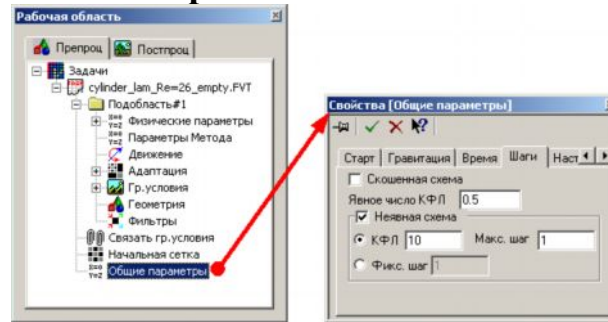 Рабочая область
Препроц Постпроц
Задачи
cylinder_lam_Re=26_empty.FVT
Подобласть#1
Физические параметры
Параметры Метода
Движение
Адаптация
Гр.условия
Геометрия
Фильтры
Связать гр.условия
Начальная сетка
Общие параметры
Свойства [Общие параметры]
Старт Гравитация Время Шаги Наст
Скошенная схема
Явное число КФЛ 0.5
Неявная схема
КФЛ 10 Макс. шаг 1
Фикс. шаг 1